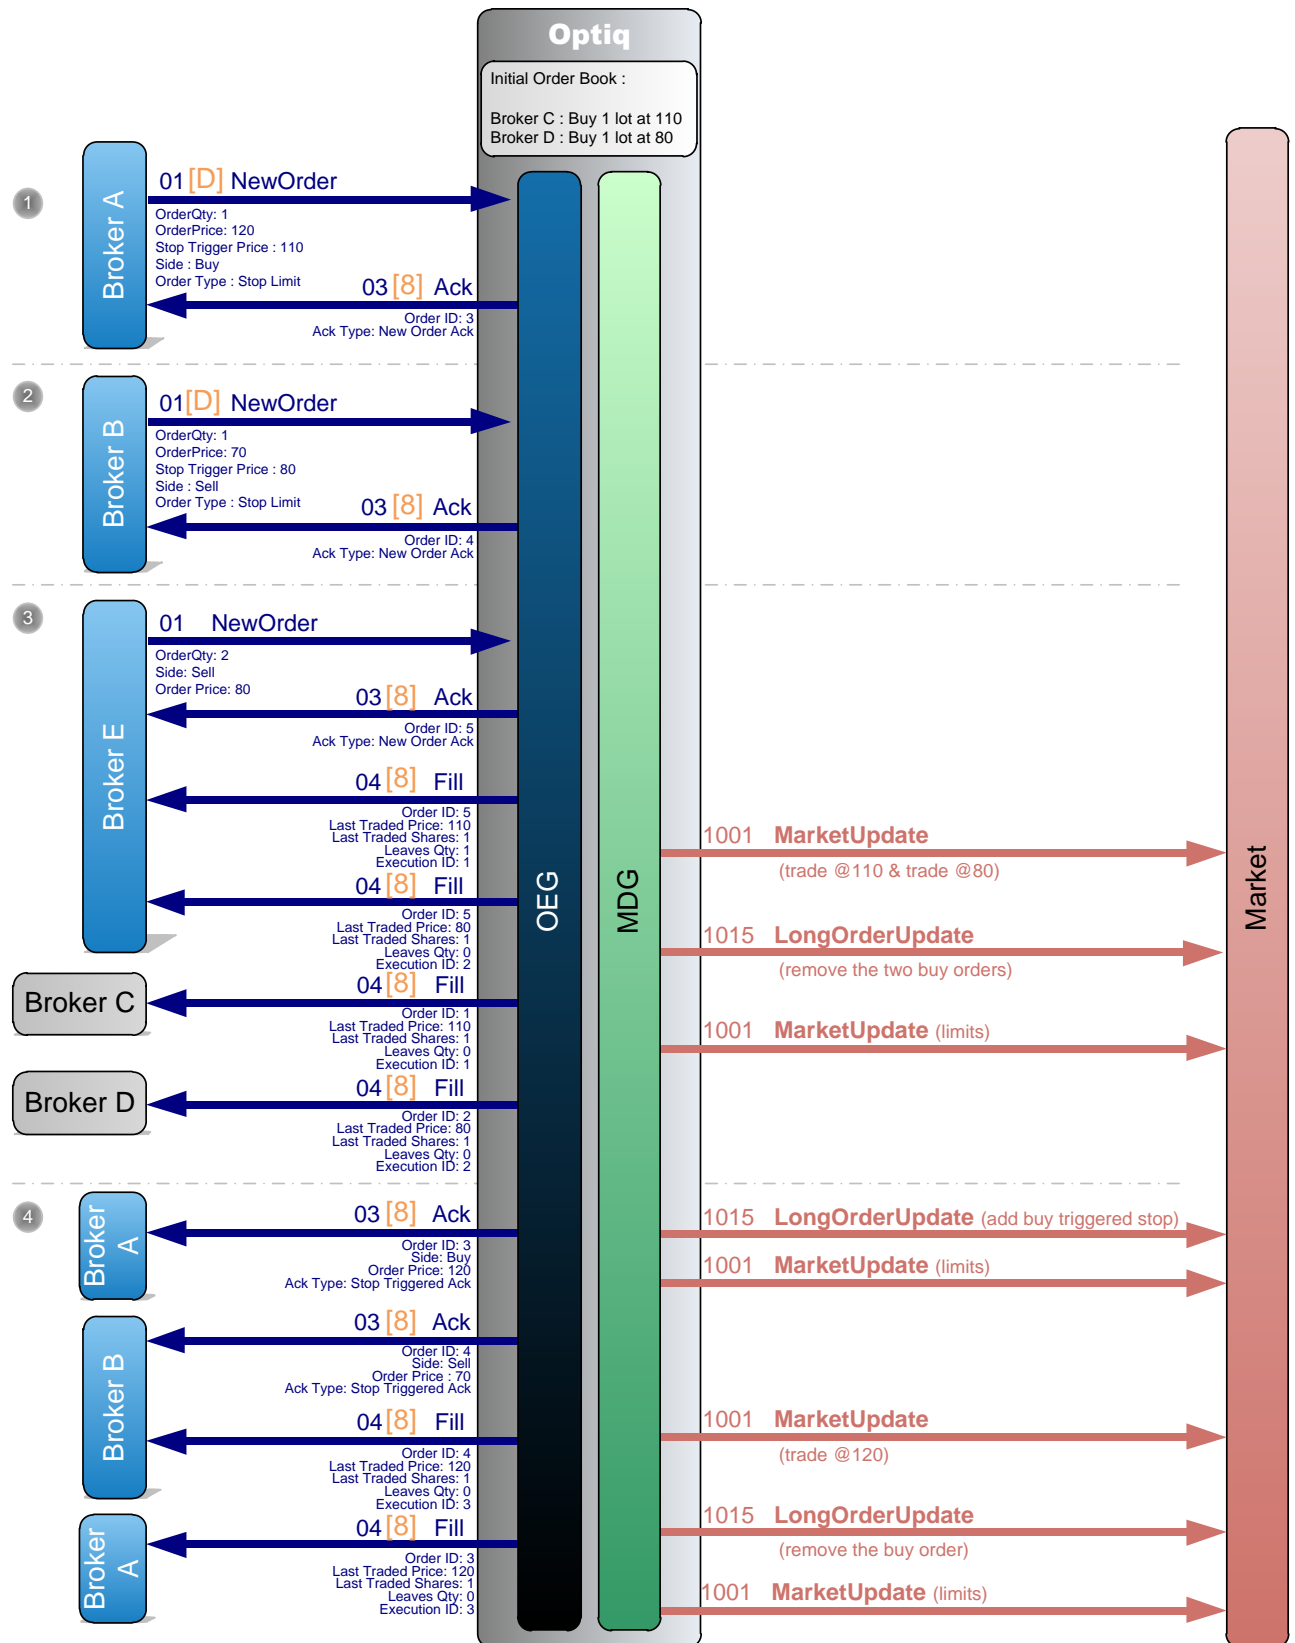 Optiq
Initial Order Book :
Broker C : Buy 1 lot at 110
Broker D : Buy 1 lot at 80
1
Broker A
01 [D] NewOrder
OrderQty: 1
OrderPrice: 120
Stop Trigger Price : 110
Side : Buy
Order Type : Stop Limit
03 [8] Ack
Order ID: 3
Ack Type: New Order Ack
2
Broker B
01 [D] NewOrder
OrderQty: 1
OrderPrice: 70
Stop Trigger Price : 80
Side : Sell
Order Type : Stop Limit
03 [8] Ack
Order ID: 4
Ack Type: New Order Ack
3
Broker E
01 NewOrder
OrderQty: 2
Side: Sell
Order Price: 80
03 [8] Ack
Order ID: 5
Ack Type: New Order Ack
04 [8] Fill
Order ID: 5
Last Traded Price: 110
Last Traded Shares: 1
Leaves Qty: 1
Execution ID: 1
04 [8] Fill
Order ID: 5
Last Traded Price: 80
Last Traded Shares: 1
Leaves Qty: 0
Execution ID: 2
Broker C
04 [8] Fill
Order ID: 1
Last Traded Price: 110
Last Traded Shares: 1
Leaves Qty: 0
Execution ID: 1
Broker D
04 [8] Fill
Order ID: 2
Last Traded Price: 80
Last Traded Shares: 1
Leaves Qty: 0
Execution ID: 2
OEG
MDG
1001 MarketUpdate
(trade @110 & trade @80)
1015 LongOrderUpdate
(remove the two buy orders)
1001 MarketUpdate (limits)
Market
4
Broker
A
03 [8] Ack
Order ID: 3
Side: Buy
Order Price: 120
Ack Type: Stop Triggered Ack
1015 LongOrderUpdate (add buy triggered stop)
1001 MarketUpdate (limits)
Broker B
03 [8] Ack
Order ID: 4
Side: Sell
Order Price : 70
Ack Type: Stop Triggered Ack
04 [8] Fill
Order ID: 4
Last Traded Price: 120
Last Traded Shares: 1
Leaves Qty: 0
Execution ID: 3
1001 MarketUpdate
(trade @120)
Broker
A
04 [8] Fill
Order ID: 3
Last Traded Price: 120
Last Traded Shares: 1
Leaves Qty: 0
Execution ID: 3
1015 LongOrderUpdate
(remove the buy order)
1001 MarketUpdate (limits)